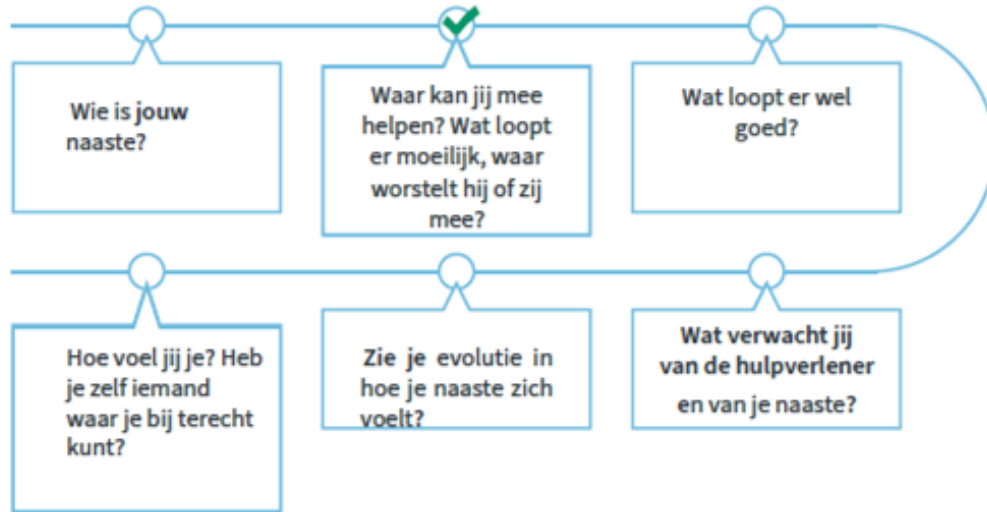 Wie is jouw
naaste?
Waar kan jij mee
helpen? Wat loopt
er moeilijk, waar
worstelt hij of zij
mee?
Wat loopt er wel
goed?
Hoe voel jij je? Heb
je zelf iemand
waar je bij terecht
kunt?
Zie je evolutie in
hoe je naaste zich
voelt?
Wat verwacht jij
van de hulpverlener
en van je naaste?